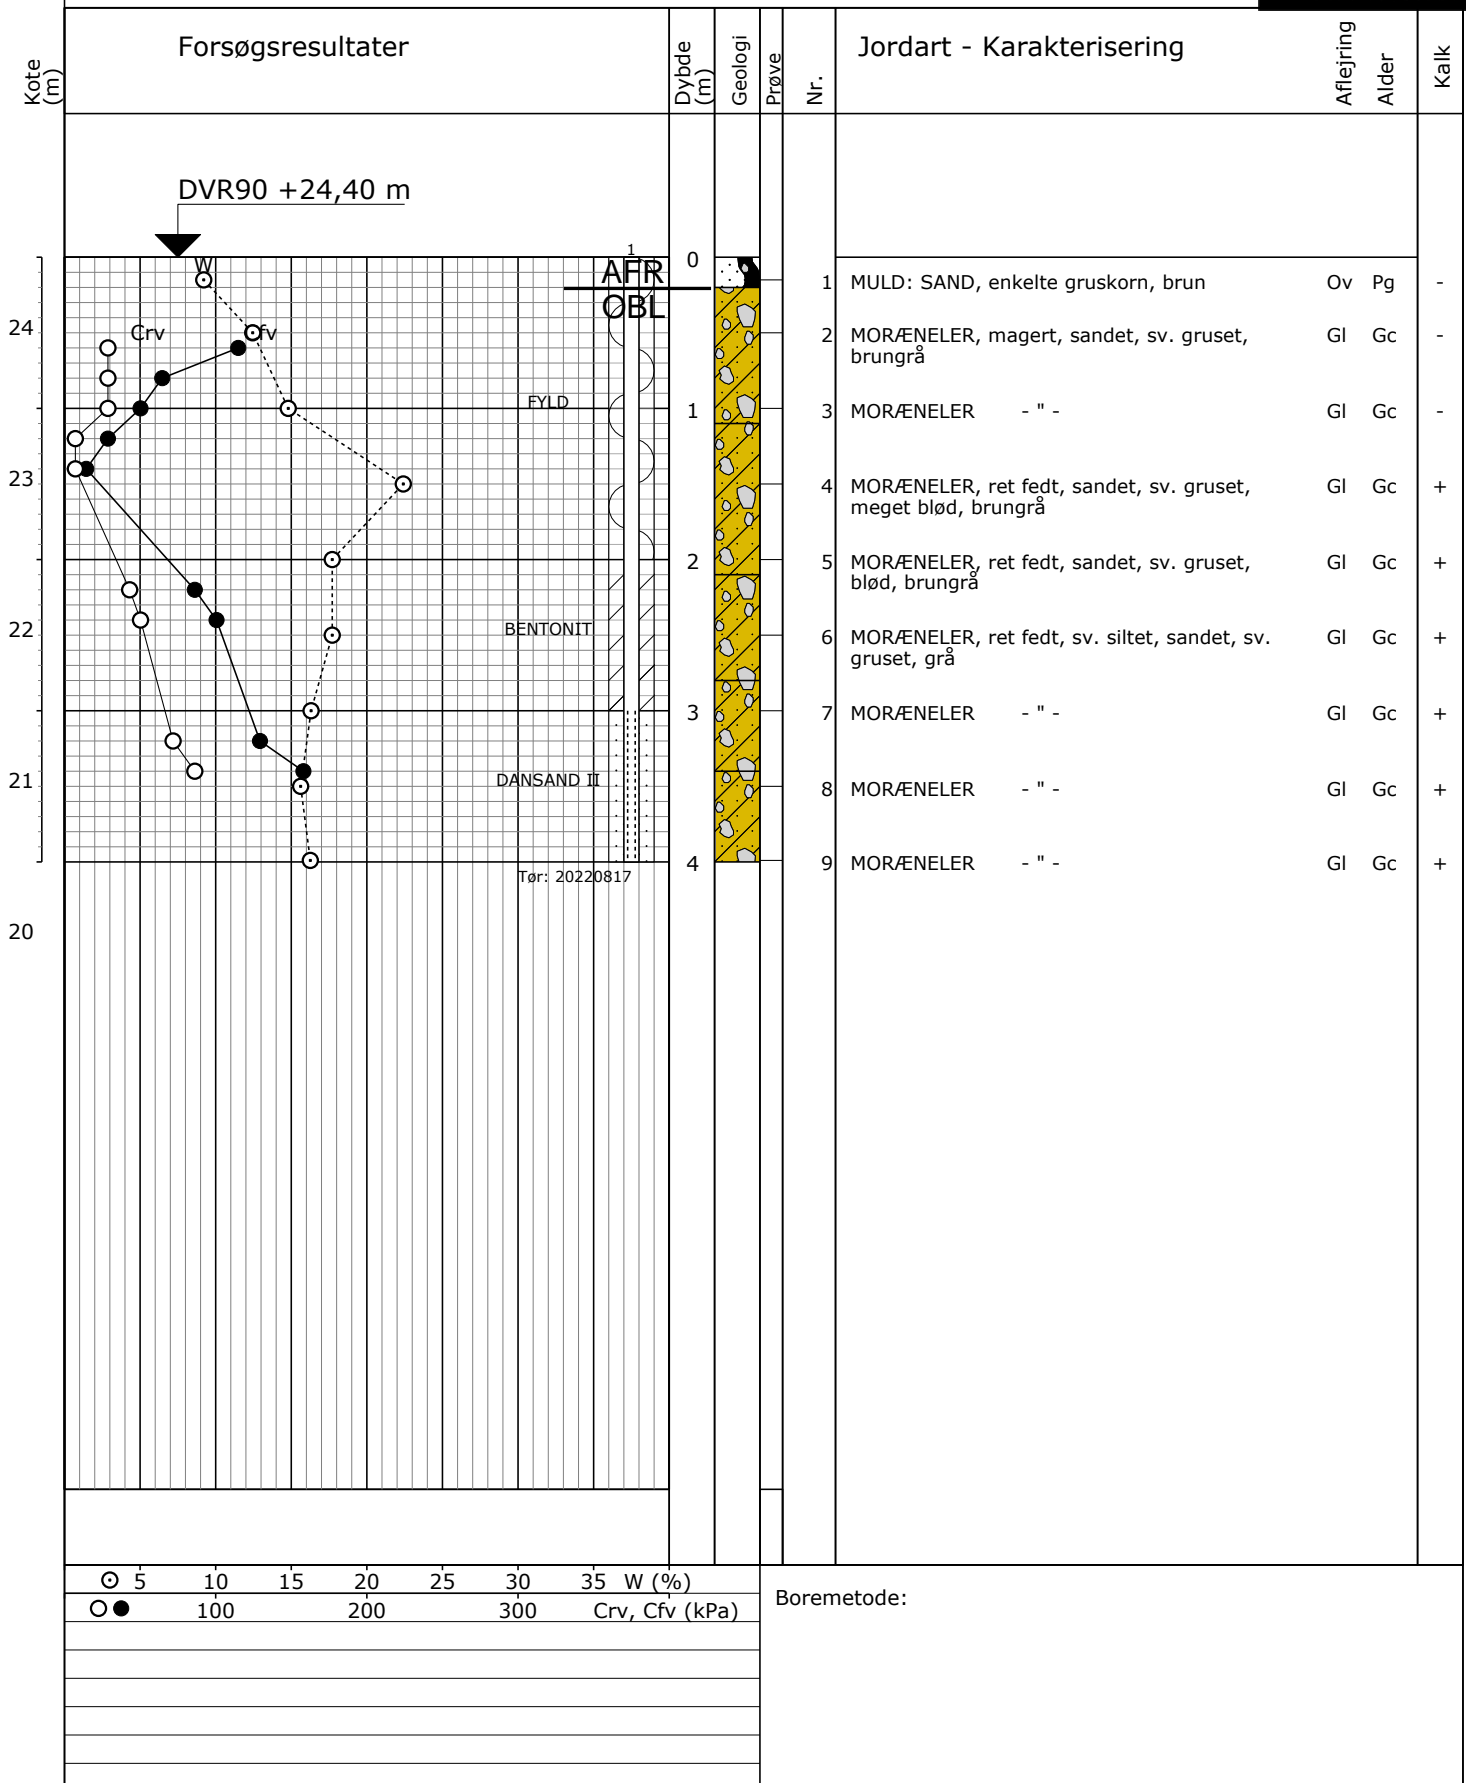 Forsøgsresultater
Kote (m)
Dybde (m)
Geologi
Prøve
Nr.
Jordart - Karakterisering
Aflejring
Alder
Kalk
DVR90 +24,40 m
1
W
AFR
OBL
0
1 MULD: SAND, enkelte gruskorn, brun Ov Pg -
24
Crv
fv
2 MORÆNELER, magert, sandet, sv. gruset, Gl Gc -
brungrå
FYLD
1
3 MORÆNELER - " - Gl Gc -
23
4 MORÆNELER, ret fedt, sandet, sv. gruset, Gl Gc +
meget blød, brungrå
2
5 MORÆNELER, ret fedt, sandet, sv. gruset, Gl Gc +
blød, brungrå
22
BENTONIT
6 MORÆNELER, ret fedt, sv. siltet, sandet, sv. Gl Gc +
gruset, grå
3
7 MORÆNELER - " - Gl Gc +
21
DANSAND II
8 MORÆNELER - " - Gl Gc +
4
9 MORÆNELER - " - Gl Gc +
Tør: 20220817
20
5 10 15 20 25 30 35 W (%)
100 200 300 Crv, Cfv (kPa)
Boremetode: